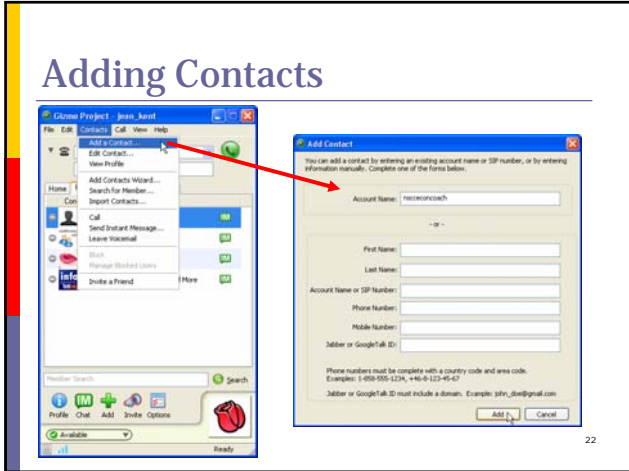 Adding Contacts
Gizmo Project - jean_kent
File Edit Contacts Call View Help
Add a Contact...
Edit Contact...
View Profile
Add Contacts Wizard...
Search for Member...
Import Contacts...
Call
Send Instant Message...
Leave Voicemail
Block
Manage Blocked Users
Invite a Friend
Home
Con
info
More
Member Search
Search
Profile Chat Add Invite Options
Available
Ready
Add Contact
You can add a contact by entering an existing account name or SIP number, or by entering
information manually. Complete one of the forms below.
Account Name: nscceconcoach
- or -
First Name:
Last Name:
Account Name or SIP Number:
Phone Number:
Mobile Number:
Jabber or GoogleTalk ID:
Phone numbers must be complete with a country code and area code.
Examples: 1-858-555-1234, +46-8-123-45-67
Jabber or GoogleTalk ID must include a domain. Example: john_doe@gmail.com
Add Cancel
22